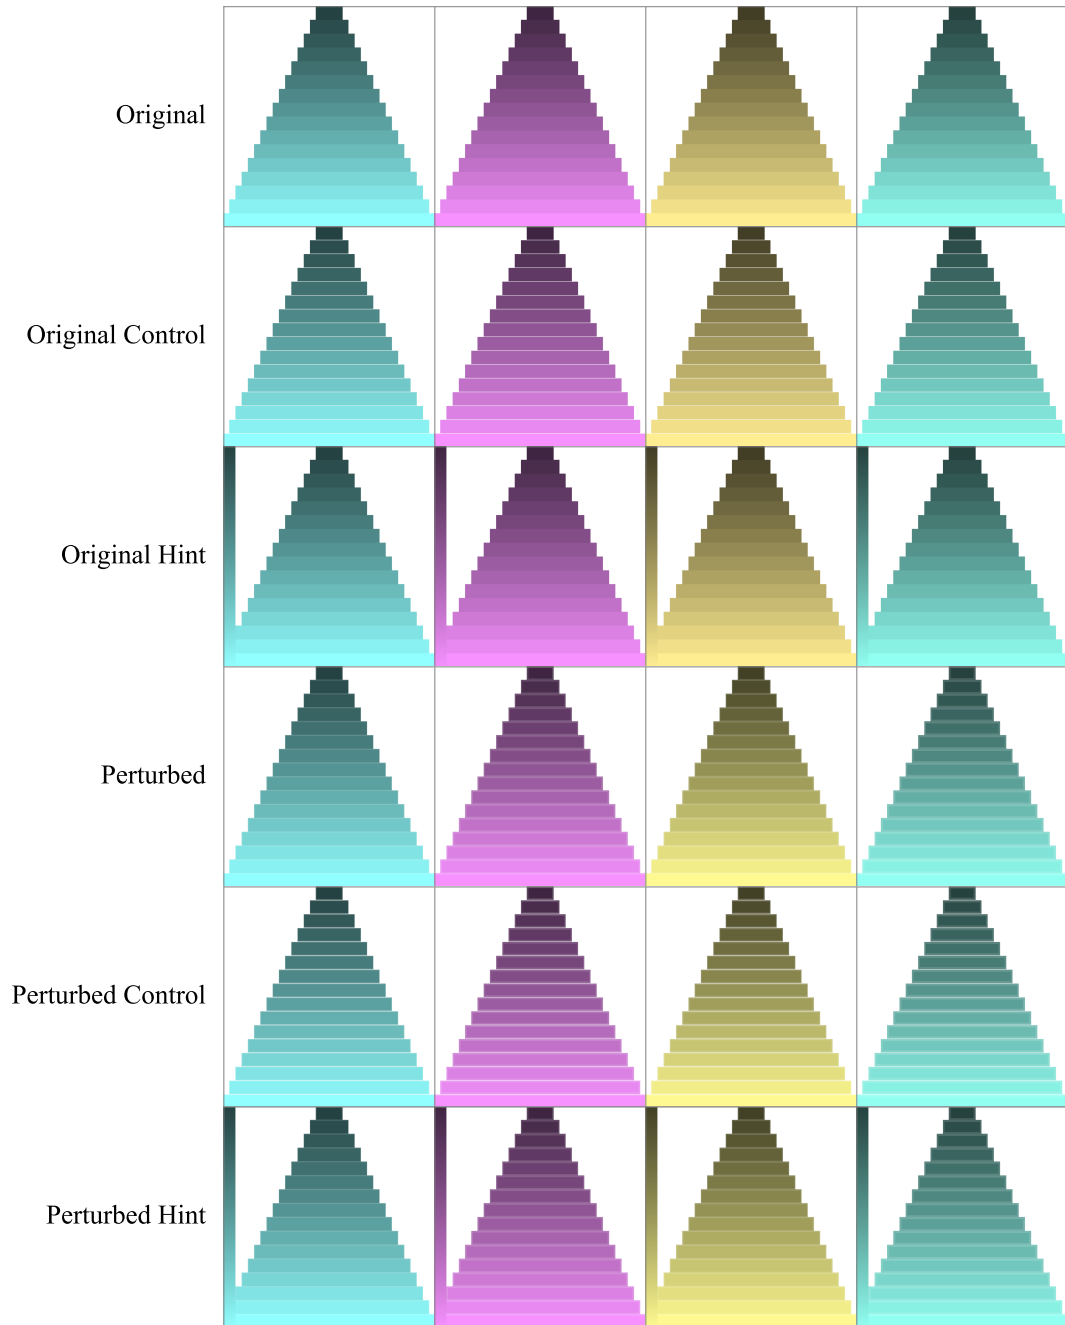 Original
Original Control
Original Hint
Perturbed
Perturbed Control
Perturbed Hint